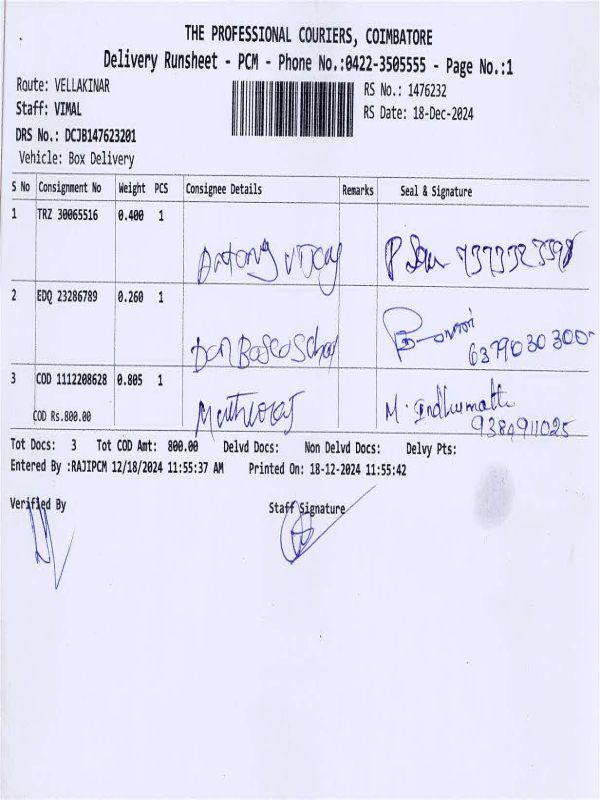 THE PROFESSIONAL COURIERS, COIMBATORE
Delivery Runsheet - PCM - Phone No.:0422-3505555 - Page No.:1
Route: VELLAKINAR
RS No.: 1476232
Staff: VIMAL
RS Date: 18-Dec-2024
DRS No.: DCJB147623201
Vehicle: Box Delivery
S No Consignment No Weight PCS Consignee Details Remarks Seal & Signature
1 TRZ 30065516 0.400 1
Antony Vijay
2 EDQ 23286789 0.260 1
6379030300
Don Bosco School
3 COD 1112208628 0.805 1
M. Indhumathi
COD Rs.800.00
9384911025
Tot Docs: 3 Tot COD Amt: 800.00 Delvd Docs: Non Delvd Docs: Delvy Pts:
Entered By :RAJIPCM 12/18/2024 11:55:37 AM Printed On: 18-12-2024 11:55:42
Verified By Staff Signature